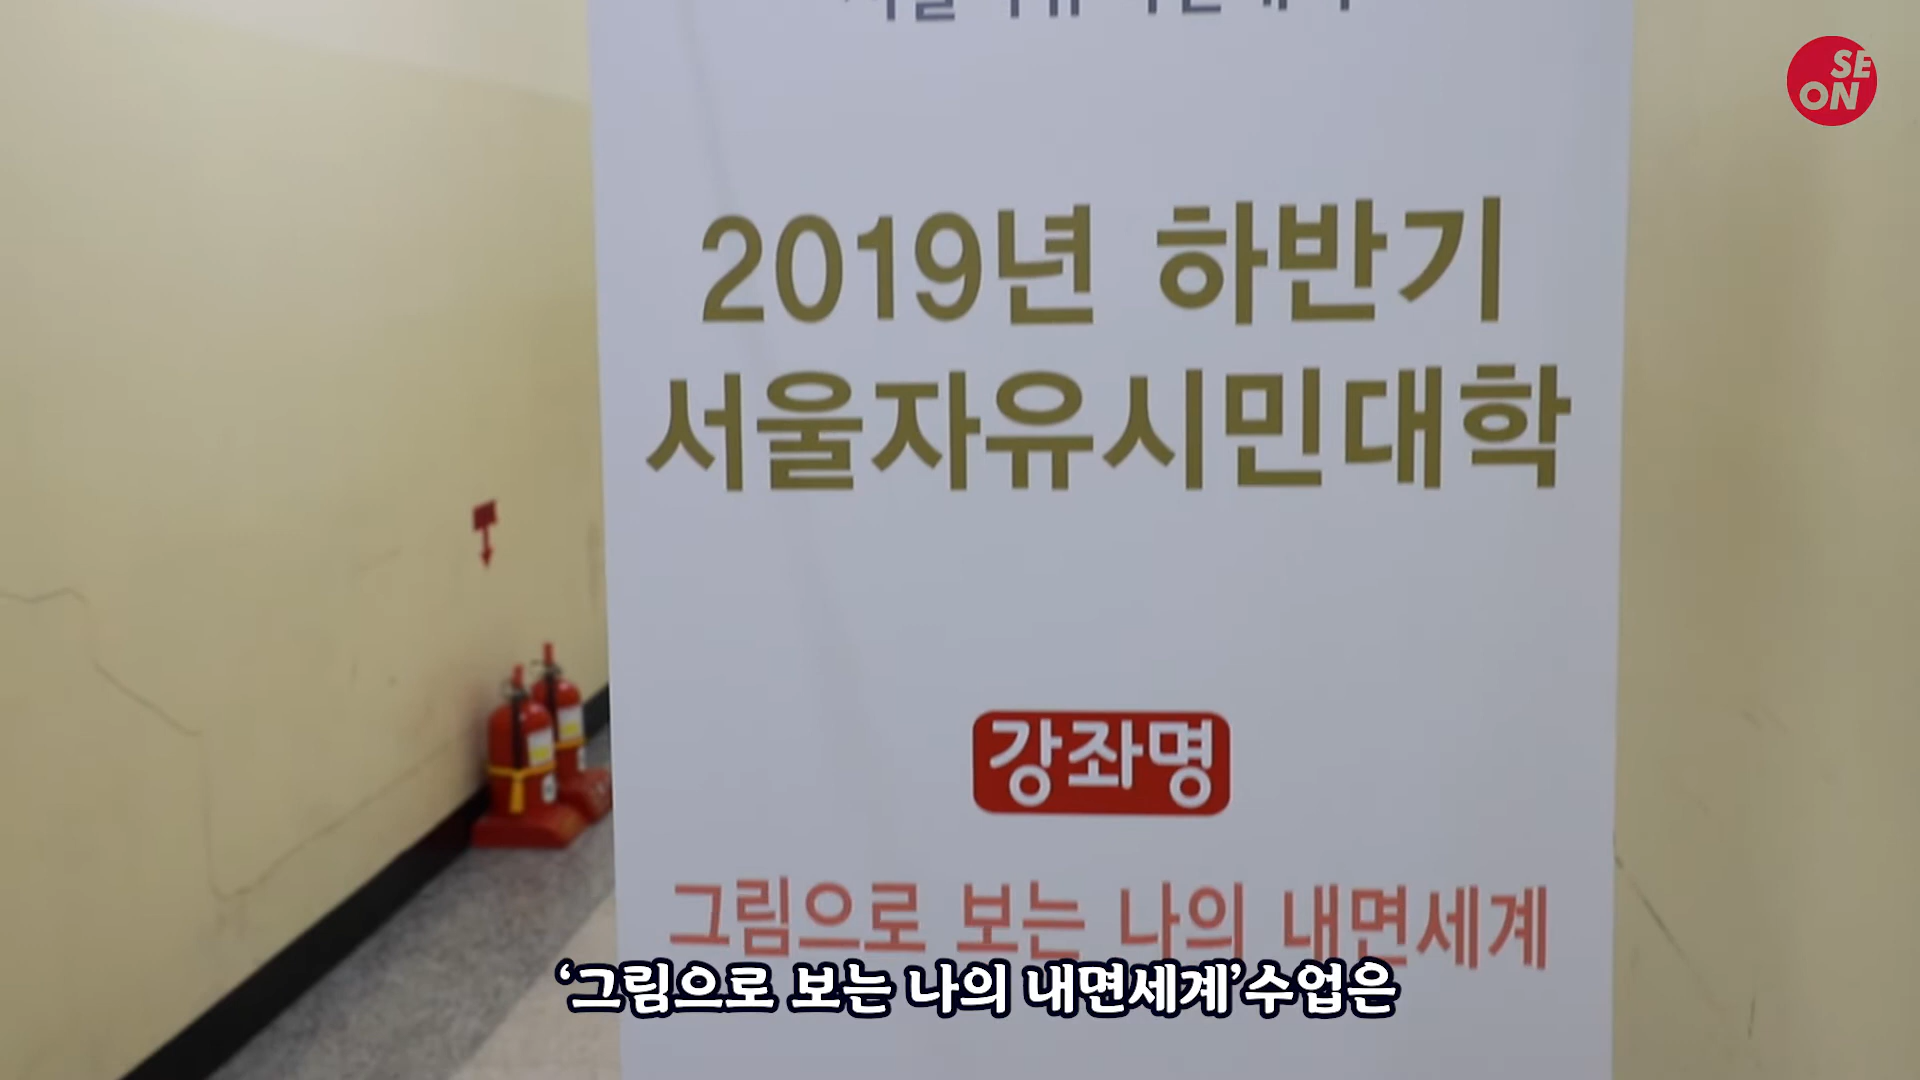 SE
ON
2019년 하반기
서울자유시민대학
강좌명
그림으로 보는 나의 내면세계
‘그림으로 보는 나의 내면세계’수업은